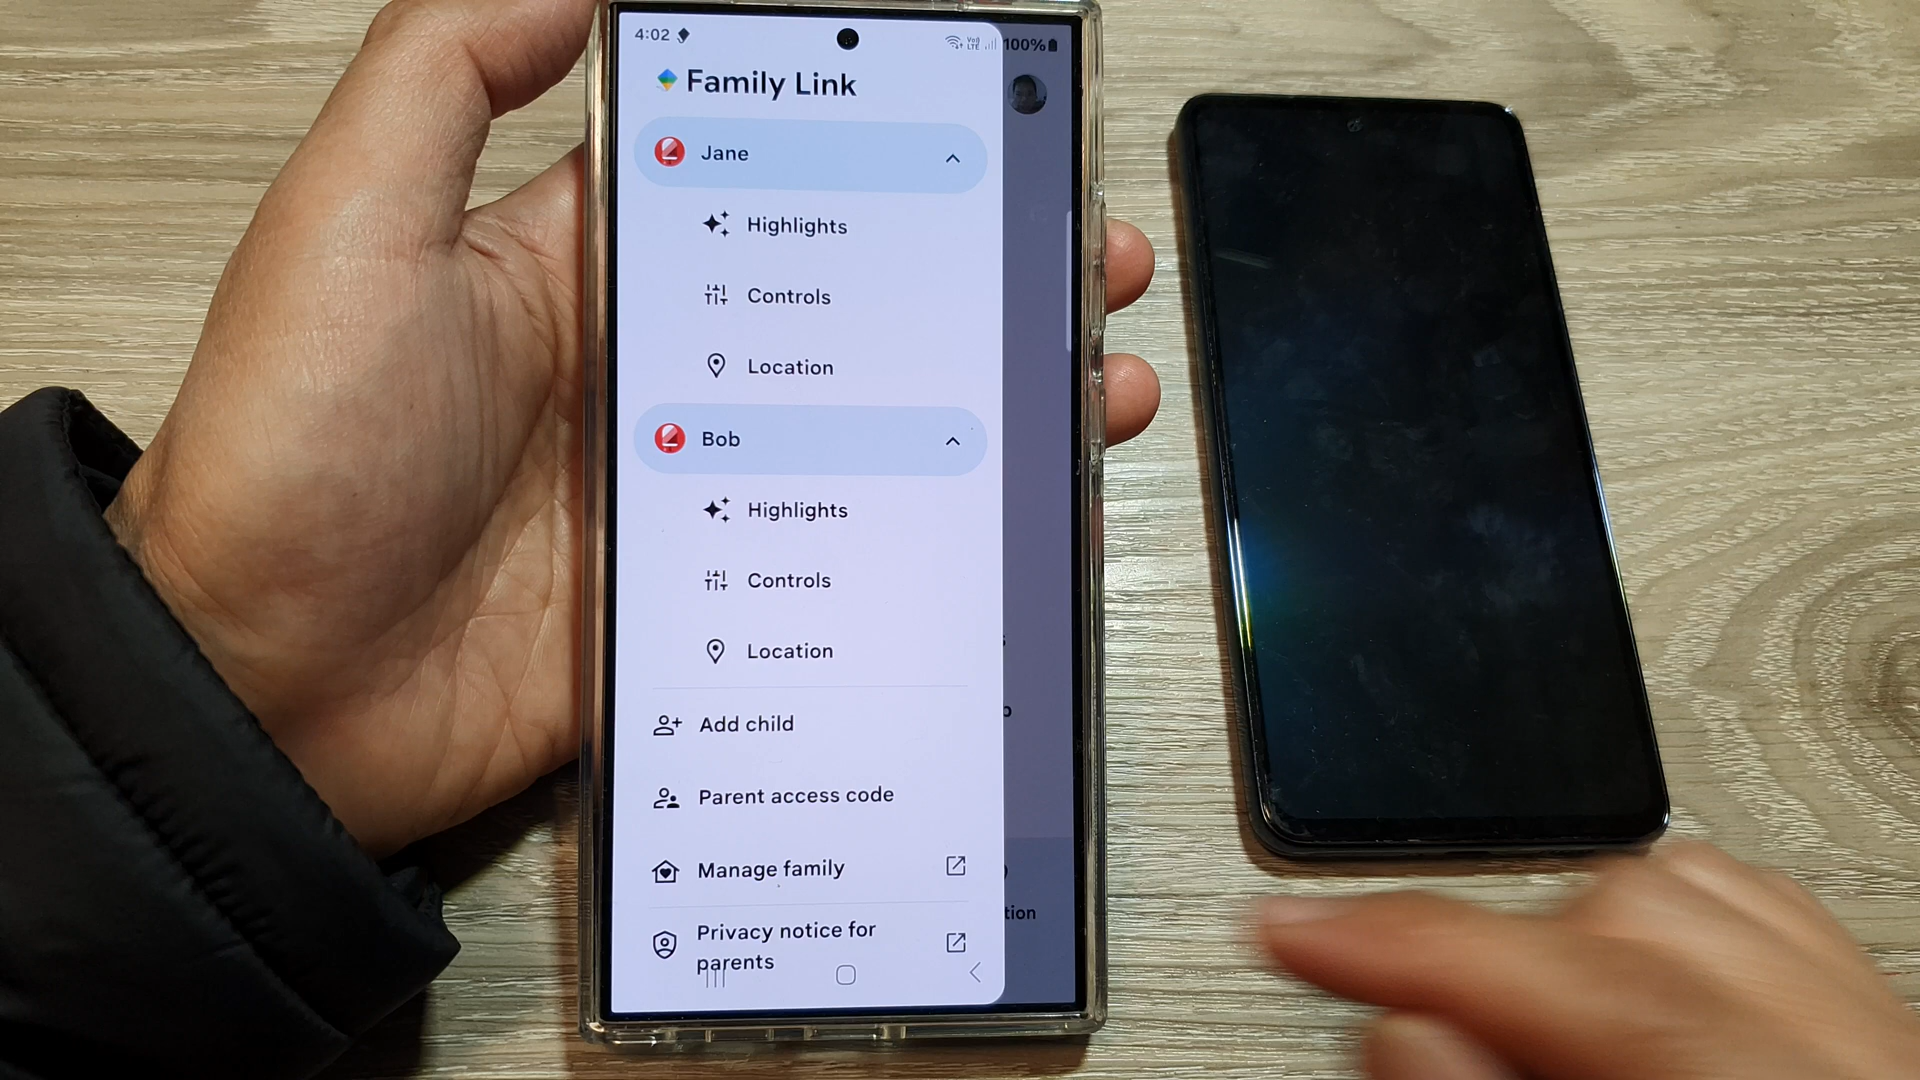 4:02
100%
Family Link
Jane
Highlights
Controls
Location
Bob
Highlights
Controls
Location
Add child
Parent access code
Manage family
Privacy notice for
parents
tion